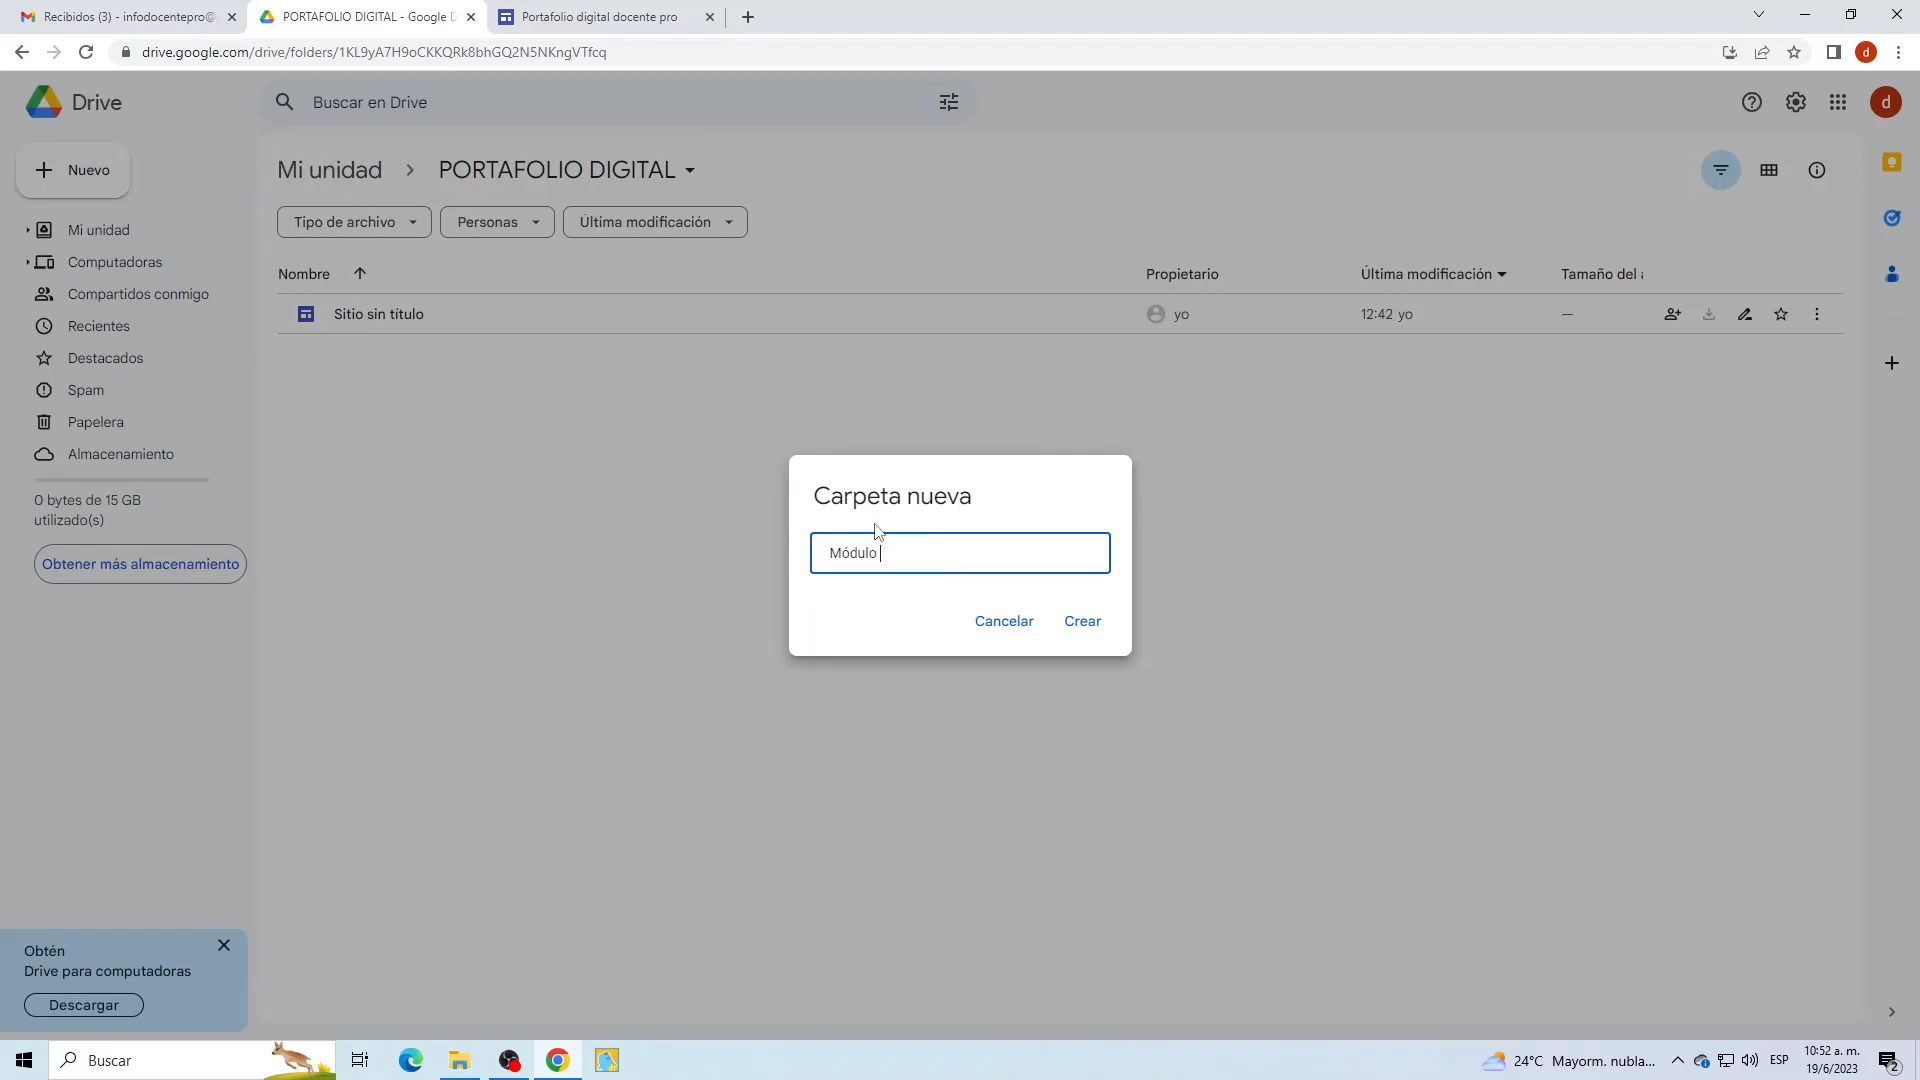 Recibidos (3) - infodocentepro@
PORTAFOLIO DIGITAL - Google D
Portafolio digital docente pro
drive.google.com/drive/folders/1KL9yA7H9oCKKQRk8bhGQ2N5NKngVTfcq
d
Drive
Buscar en Drive
d
Nuevo
Mi unidad
PORTAFOLIO DIGITAL
Tipo de archivo
Personas
Última modificación
Mi unidad
Computadoras
Compartidos conmigo
Recientes
Destacados
Spam
Papelera
Almacenamiento
0 bytes de 15 GB
utilizado(s)
Obtener más almacenamiento
Nombre
Propietario
Última modificación
Tamaño del
Sitio sin título
yo
12:42 yo
—
Carpeta nueva
Módulo
Cancelar
Crear
Obtén
Drive para computadoras
Descargar
Buscar
24°C Mayorm. nubla...
ESP
10:52 a. m.
19/6/2023
2